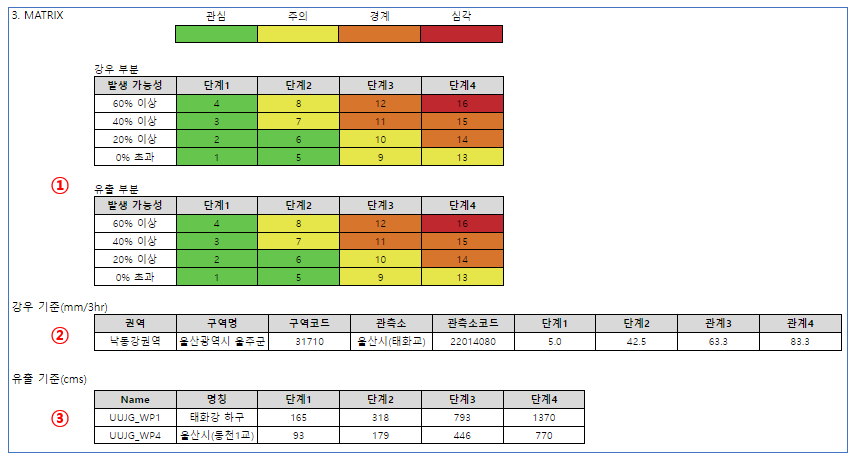 3. MATRIX
관심 주의 경계 심각
강우 부분
발생 가능성 단계1 단계2 단계3 단계4
60% 이상 4 8 12 16
40% 이상 3 7 11 15
20% 이상 2 6 10 14
0% 초과 1 5 9 13
①
유출 부분
발생 가능성 단계1 단계2 단계3 단계4
60% 이상 4 8 12 16
40% 이상 3 7 11 15
20% 이상 2 6 10 14
0% 초과 1 5 9 13
강우 기준(mm/3hr)
②
권역 구역명 구역코드 관측소 관측소코드 단계1 단계2 관계3 관계4
낙동강권역 울산광역시 울주군 31710 울산시(태화교) 22014080 5.0 42.5 63.3 83.3
유출 기준(cms)
③
Name 명칭 단계1 단계2 단계3 단계4
UUJG_WP1 태화강 하구 165 318 793 1370
UUJG_WP4 울산시(동천1교) 93 179 446 770